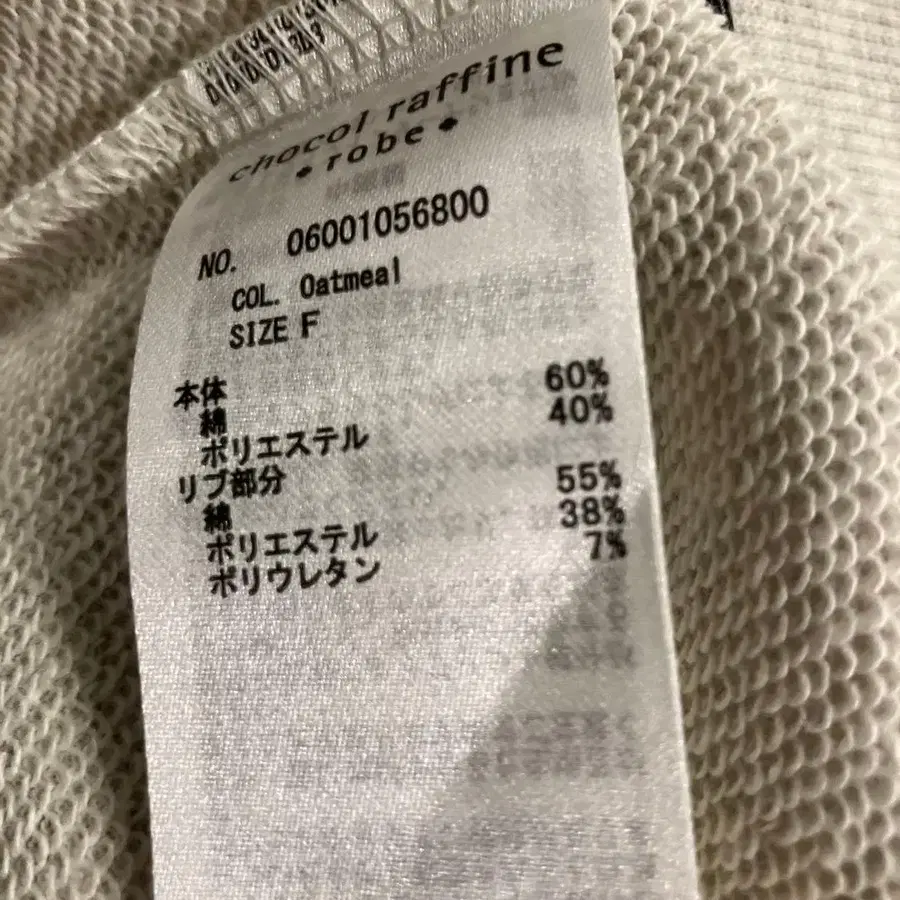 chocol raffine
◆ robe ◆
NO. 06001056800
COL. Oatmeal
SIZE F
本体
綿 60%
ポリエステル 40%
リブ部分
綿 55%
ポリエステル 38%
ポリウレタン 7%